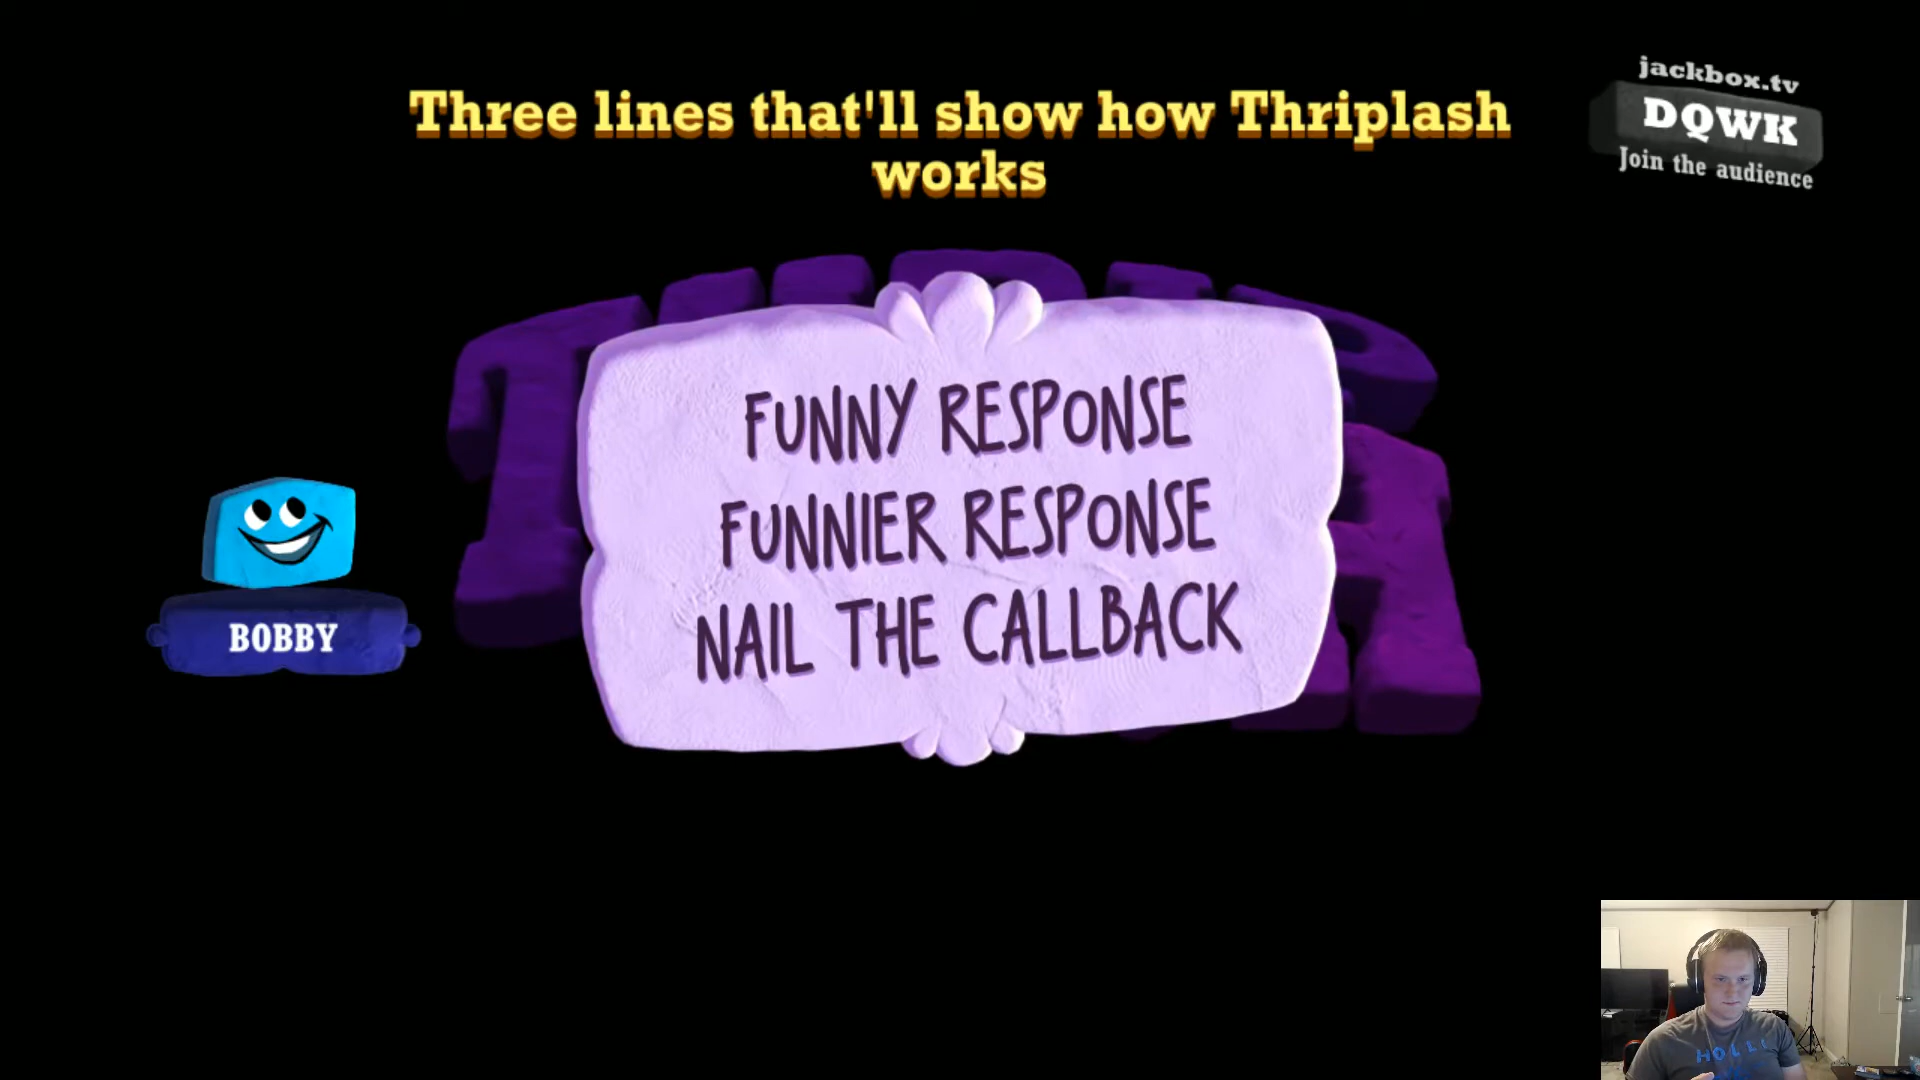 Three lines that'll show how Thriplash
works
jackbox.tv
DQWK
Join the audience
FUNNY RESPONSE
FUNNIER RESPONSE
NAIL THE CALLBACK
BOBBY
HOLL